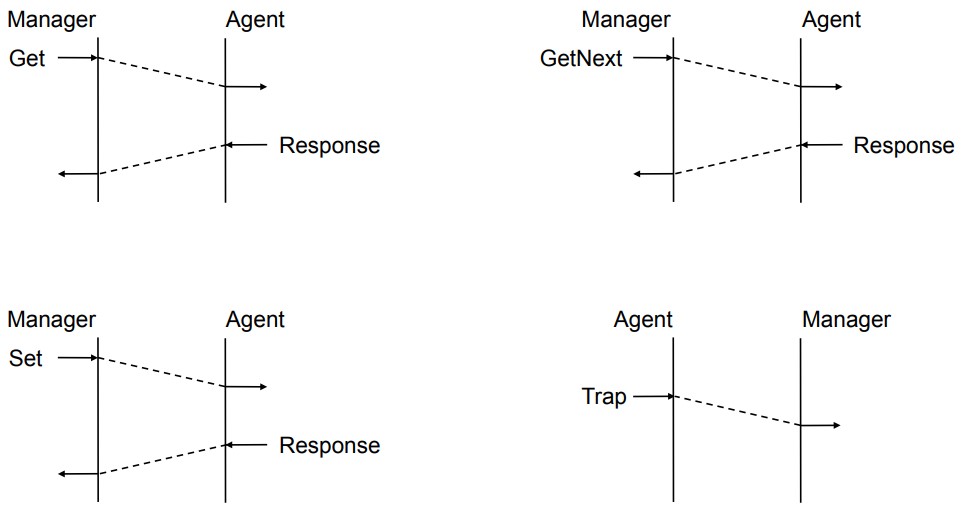 Manager Agent
Get
Response
Manager Agent
GetNext
Response
Manager Agent
Set
Response
Agent Manager
Trap